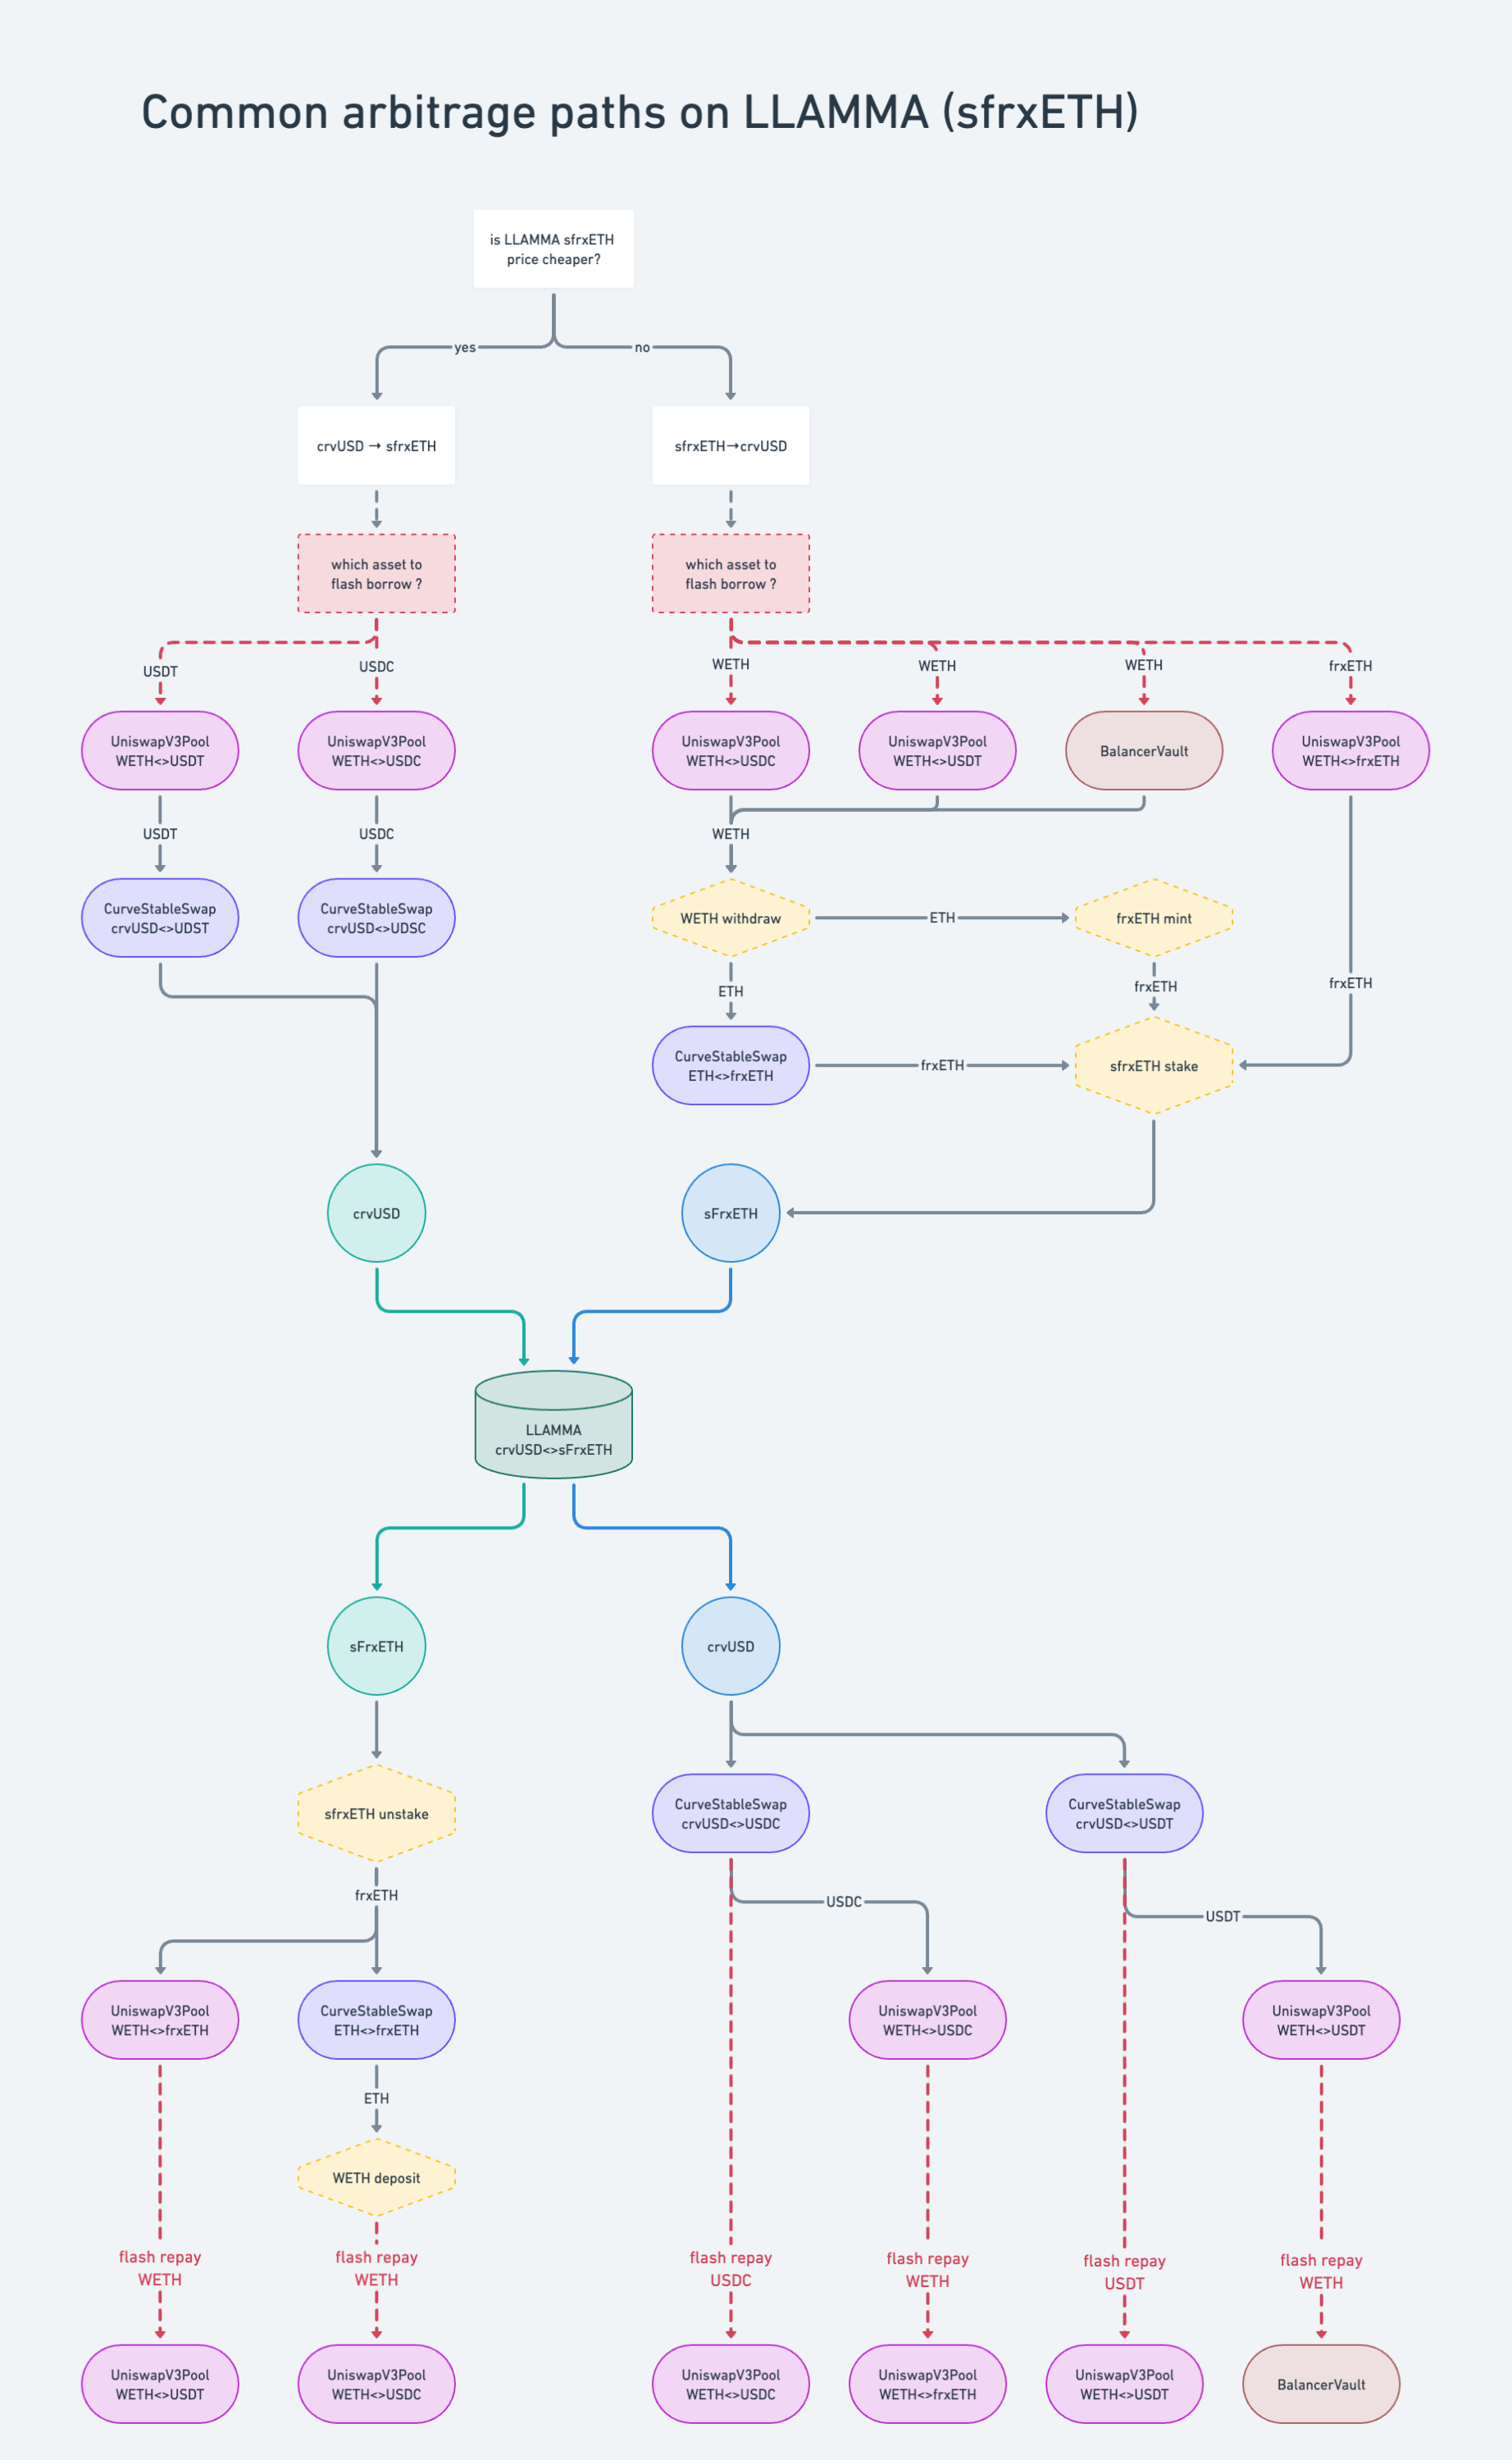 Common arbitrage paths on LLAMMA (sfrxETH)
is LLAMMA sfrxETH
price cheaper?
yes
no
crvUSD → sfrxETH
sfrxETH→crvUSD
which asset to
flash borrow ?
which asset to
flash borrow ?
USDT
USDC
WETH
WETH
WETH
frxETH
UniswapV3Pool
WETH<>USDT
UniswapV3Pool
WETH<>USDC
UniswapV3Pool
WETH<>USDC
UniswapV3Pool
WETH<>USDT
BalancerVault
UniswapV3Pool
WETH<>frxETH
USDT
USDC
WETH
CurveStableSwap
crvUSD<>UDST
CurveStableSwap
crvUSD<>UDSC
WETH withdraw
ETH
frxETH mint
ETH
frxETH
frxETH
CurveStableSwap
ETH<>frxETH
frxETH
sfrxETH stake
crvUSD
sFrxETH
LLAMMA
crvUSD<>sFrxETH
sFrxETH
crvUSD
sfrxETH unstake
CurveStableSwap
crvUSD<>USDC
CurveStableSwap
crvUSD<>USDT
frxETH
USDC
USDT
UniswapV3Pool
WETH<>frxETH
CurveStableSwap
ETH<>frxETH
UniswapV3Pool
WETH<>USDC
UniswapV3Pool
WETH<>USDT
ETH
WETH deposit
flash repay
WETH
flash repay
WETH
flash repay
USDC
flash repay
WETH
flash repay
USDT
flash repay
WETH
UniswapV3Pool
WETH<>USDT
UniswapV3Pool
WETH<>USDC
UniswapV3Pool
WETH<>USDC
UniswapV3Pool
WETH<>frxETH
UniswapV3Pool
WETH<>USDT
BalancerVault